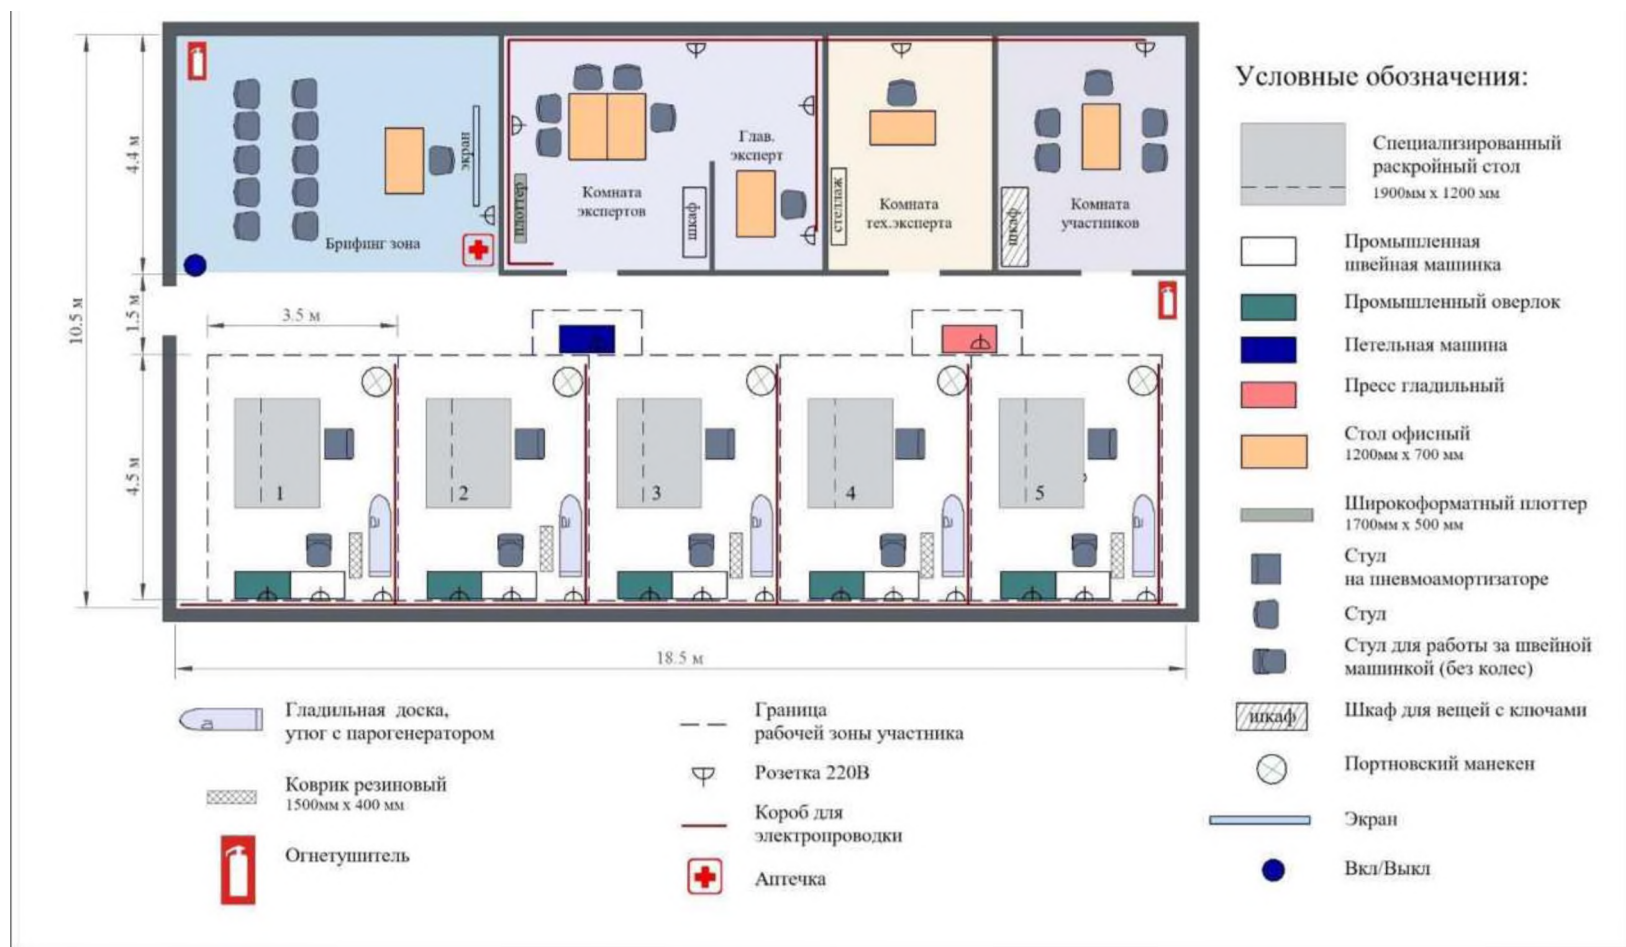 4.4 м
10.5 м
1.5 м
4.5 м
3.5 м
18.5 м
экран
Брифинг зона
плоттер
Комната
экспертов
шкаф
Глав.
эксперт
стеллаж
Комната
тех.эксперта
шкаф
Комната
участников
1
2
3
4
5
Условные обозначения:
Специализированный
раскройный стол
1900мм х 1200 мм
Промышленная
швейная машинка
Промышленный оверлок
Петельная машина
Пресс гладильный
Стол офисный
1200мм х 700 мм
Широкоформатный плоттер
1700мм х 500 мм
Стул
на пневмоамортизаторе
Стул
Стул для работы за швейной
машинкой (без колес)
шкаф
Шкаф для вещей с ключами
Портновский манекен
Экран
Вкл/Выкл
Гладильная доска,
утюг с парогенератором
Коврик резиновый
1500мм х 400 мм
Огнетушитель
Граница
рабочей зоны участника
Розетка 220В
Короб для
электропроводки
Аптечка